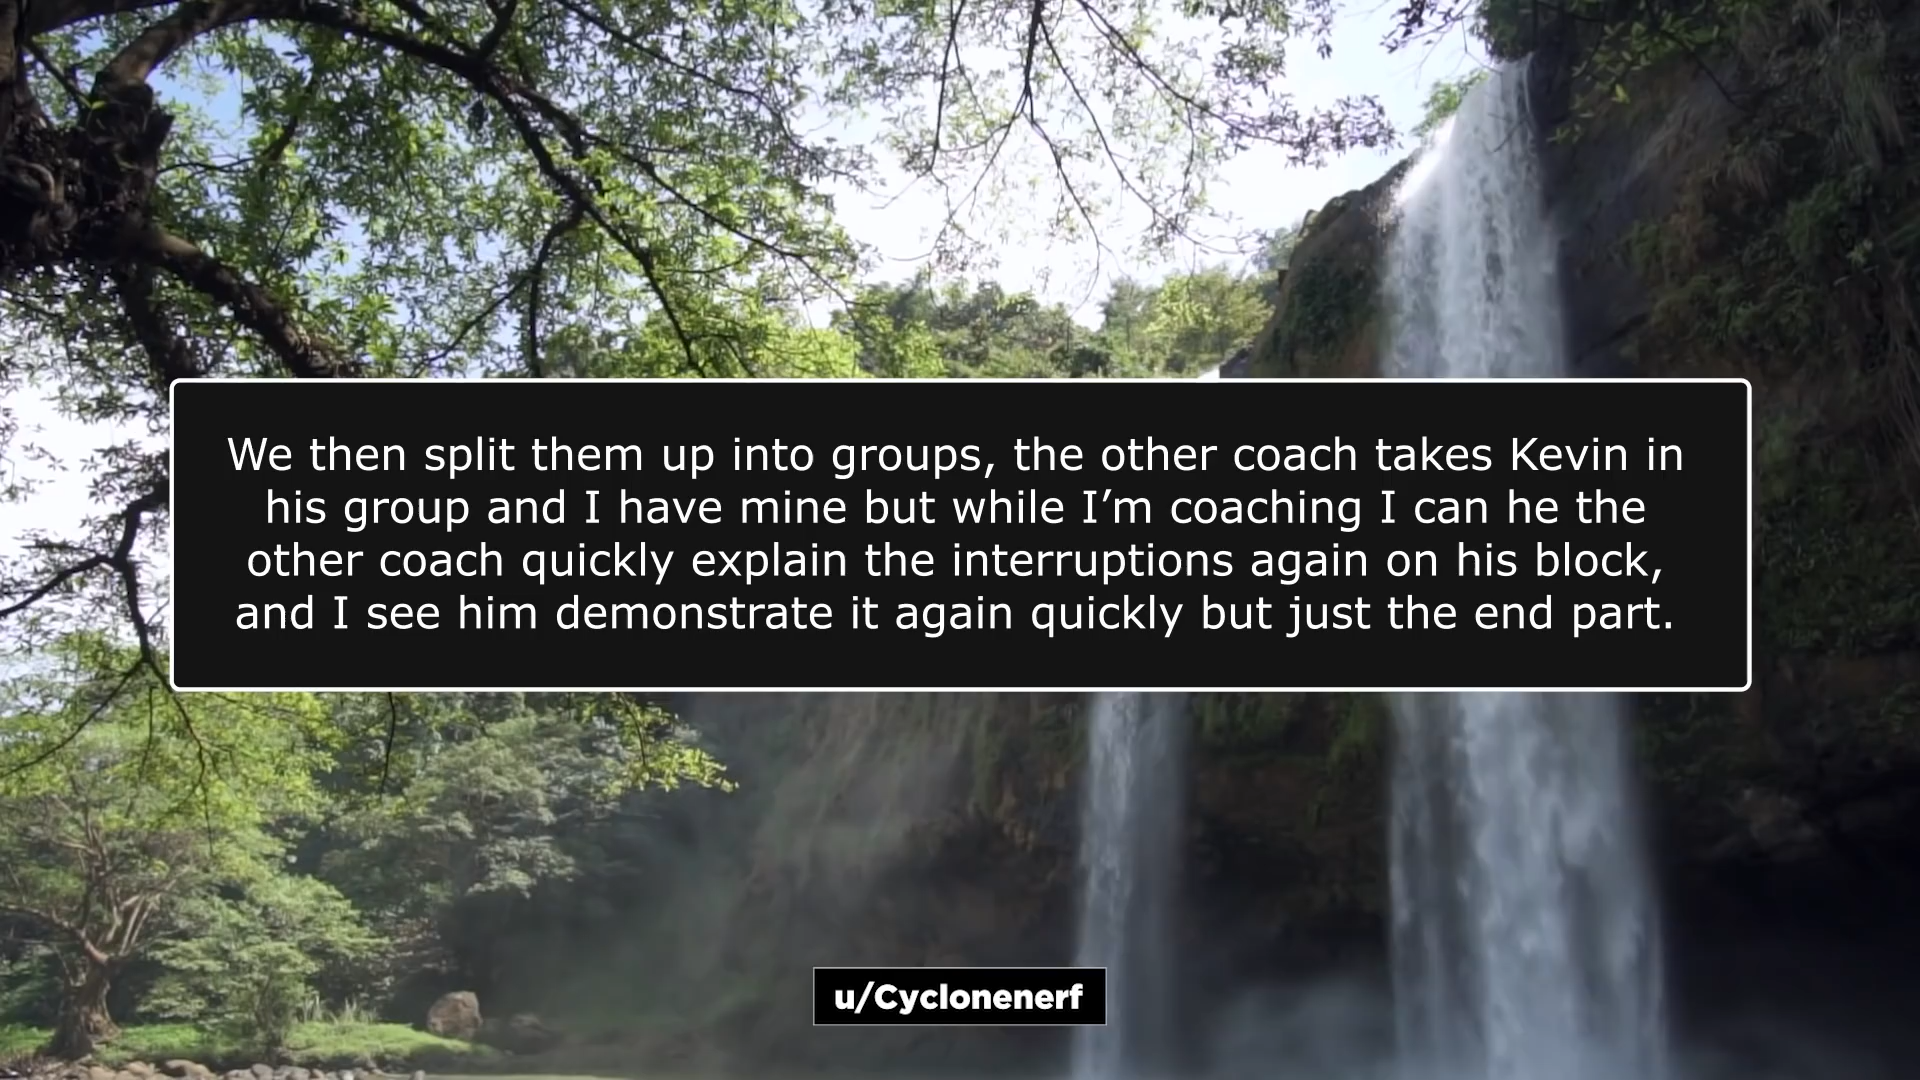 We then split them up into groups, the other coach takes Kevin in
his group and I have mine but while I’m coaching I can he the
other coach quickly explain the interruptions again on his block,
and I see him demonstrate it again quickly but just the end part.
u/Cyclonenerf